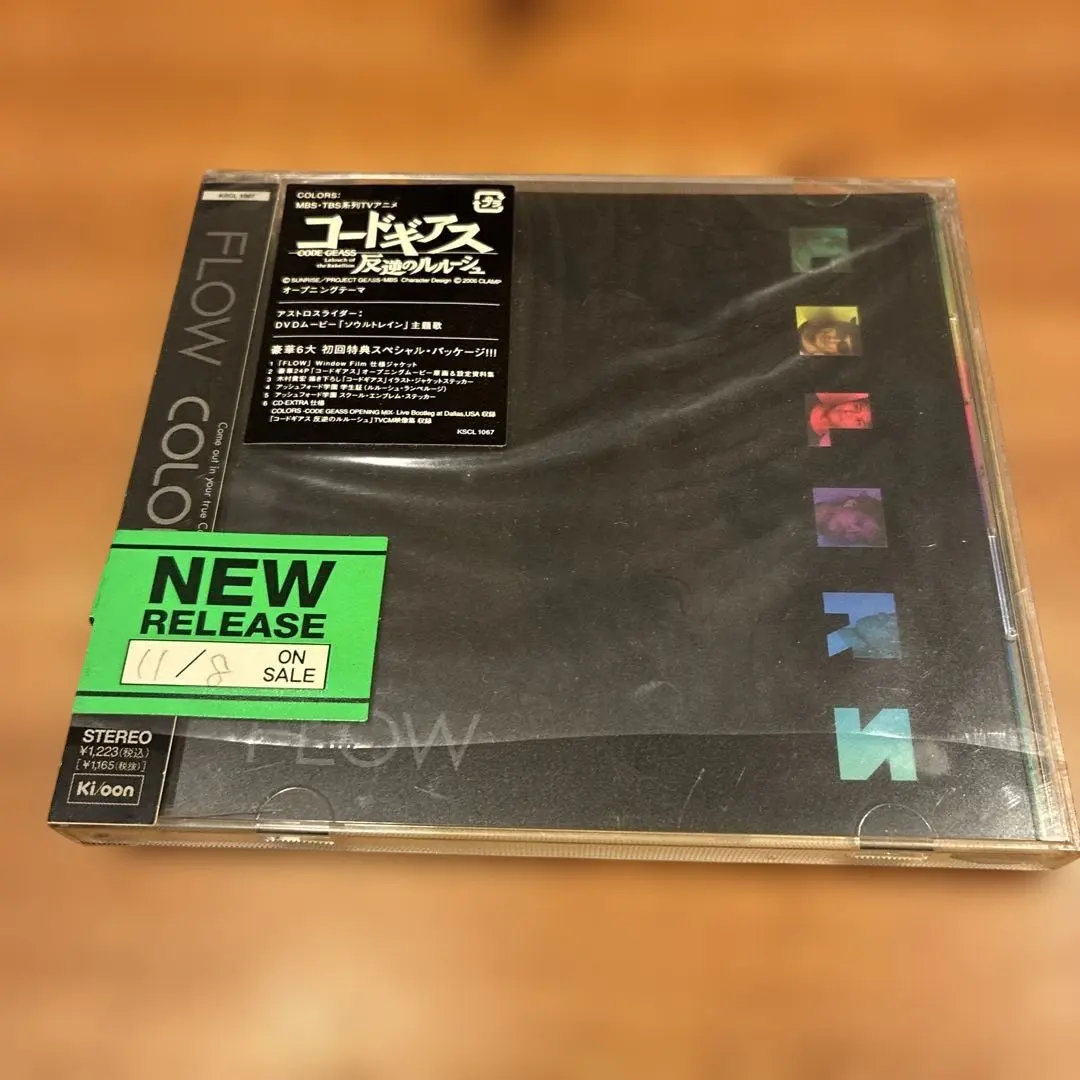 KSCL 1067
FLOW COLO
Come out in your true C
COLORS:
MBS・TBS系列TVアニメ
コードギアス
CODE GEASS
Lelouch of
the Rebellion
反逆のルルーシュ
©SUNRISE/PROJECT GEASS・MBS Character Design ©2006 CLAMP
オープニングテーマ
アストロスライダー:
DVDムービー「ソウルトレイン」主題歌
豪華6大 初回特典スペシャル・パッケージ!!!
1 「FLOW」 Window Film 仕様ジャケット
2 豪華24P「コードギアス」オープニングムービー原画&設定資料集
3 木村貴宏 描き下ろし「コードギアス」イラスト・ジャケットステッカー
4 アッシュフォード学園 学生証(ルルーシュ・ランペルージ)
5 アッシュフォード学園 スクール・エンブレム・ステッカー
6 CD-EXTRA 仕様
COLORS -CODE GEASS OPENING MIX- Live Bootleg at Dallas,USA 収録
「コードギアス 反逆のルルーシュ」TVCM映像集 収録
KSCL 1067
プラ
NEW
RELEASE
11/8
ON
SALE
FLOW
STEREO
¥1,223(税込)
[¥1,165(税抜)]
Ki/oon